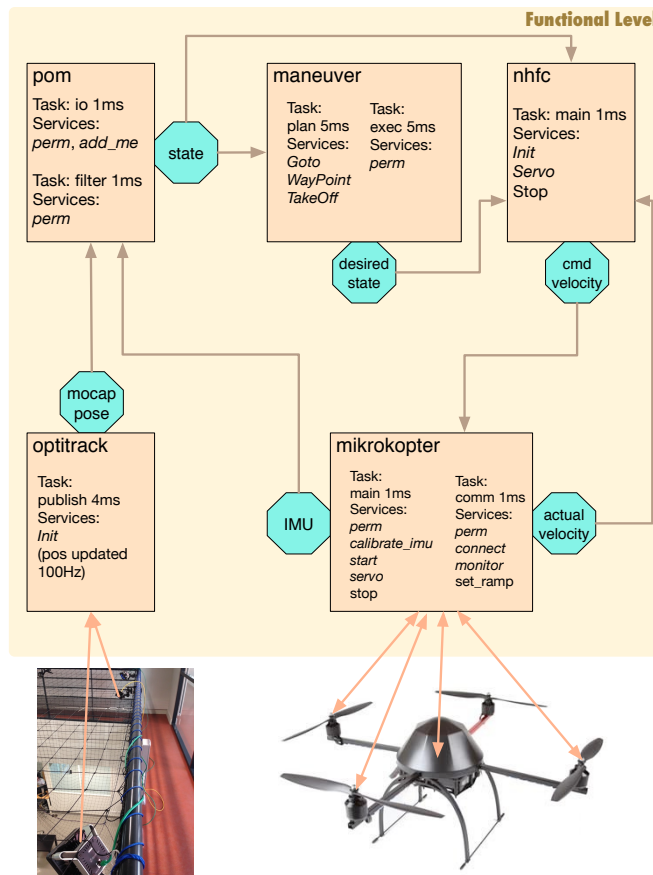 Functional Leve
pom
Task: io 1ms
Services:
perm, add_me
Task: filter 1ms
Services:
perm
state
maneuver
Task:
plan 5ms
Services:
Goto
WayPoint
TakeOff
Task:
exec 5ms
Services:
perm
nhfc
Task: main 1ms
Services:
Init
Servo
Stop
desired
state
cmd
velocity
mocap
pose
optitrack
Task:
publish 4ms
Services:
Init
(pos updated
100Hz)
IMU
mikrokopter
Task:
main 1ms
Services:
perm
calibrate_imu
start
servo
stop
Task:
comm 1ms
Services:
perm
connect
monitor
set_ramp
actual
velocity